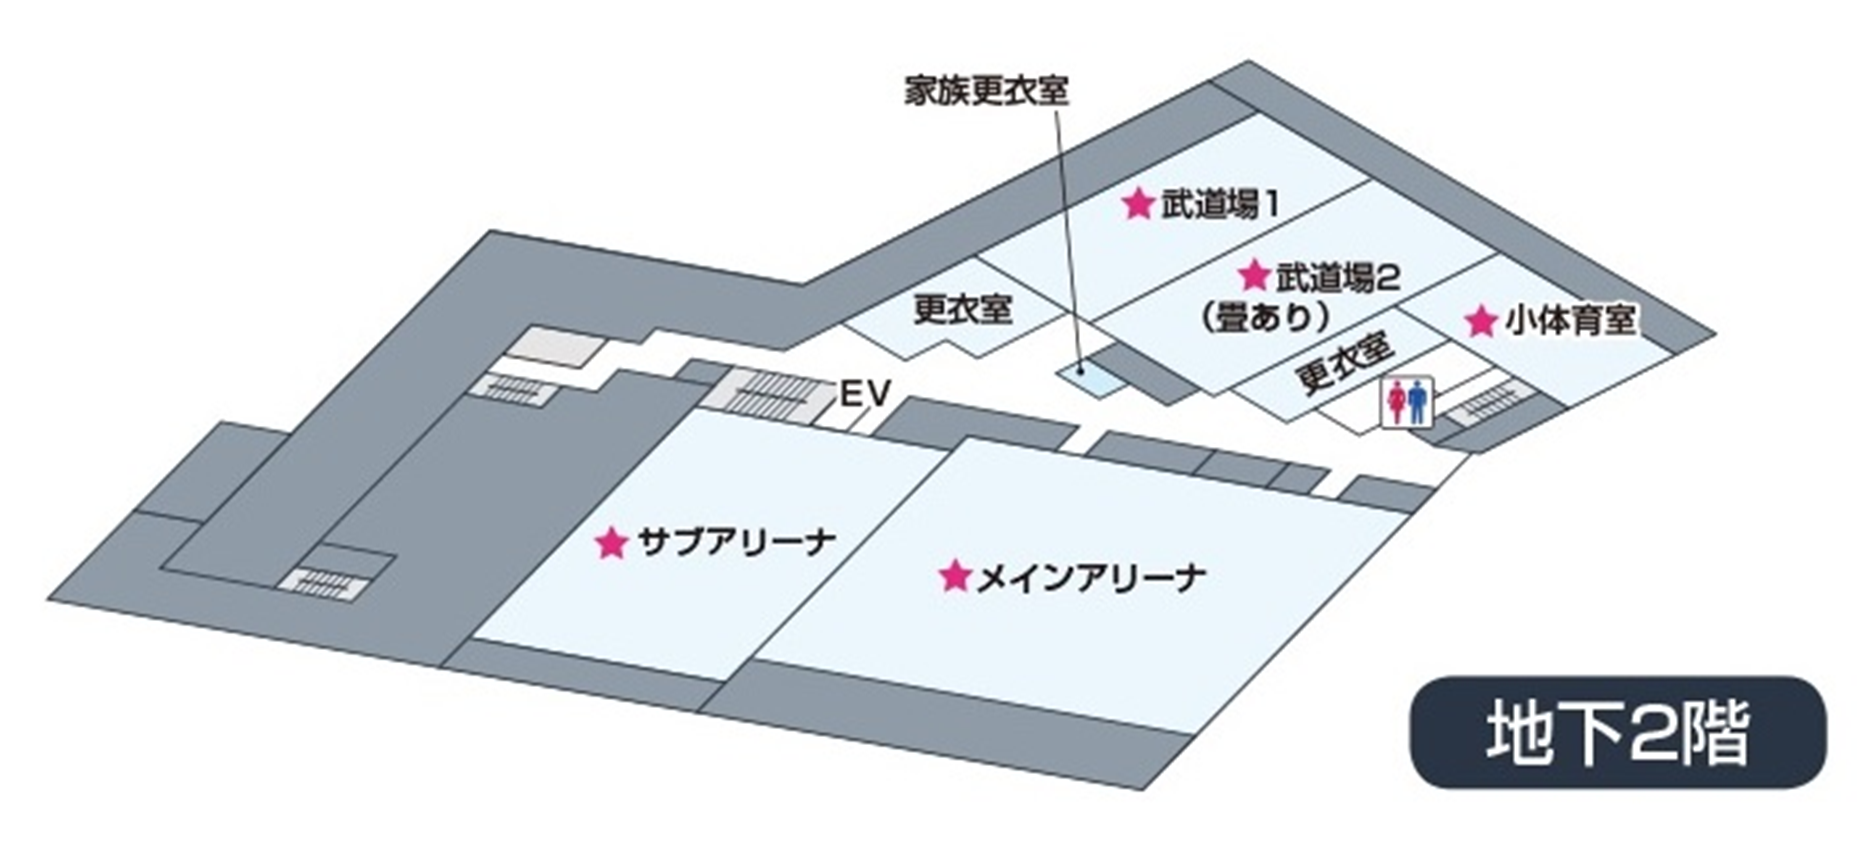 家族更衣室
★武道場1
★武道場2
（畳あり）
更衣室
★小体育室
更衣室
EV
★サブアリーナ
★メインアリーナ
地下2階